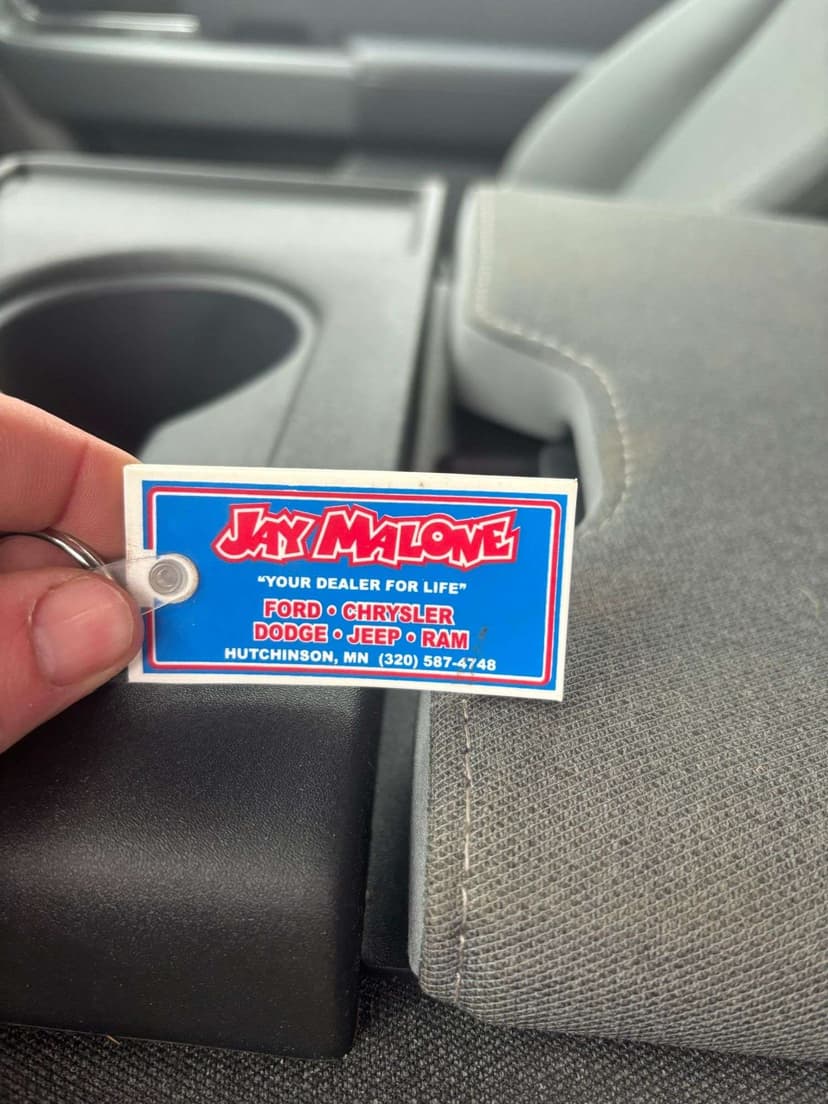 JAY MALONE
"YOUR DEALER FOR LIFE"
FORD • CHRYSLER
DODGE • JEEP • RAM
HUTCHINSON, MN (320) 587-4748